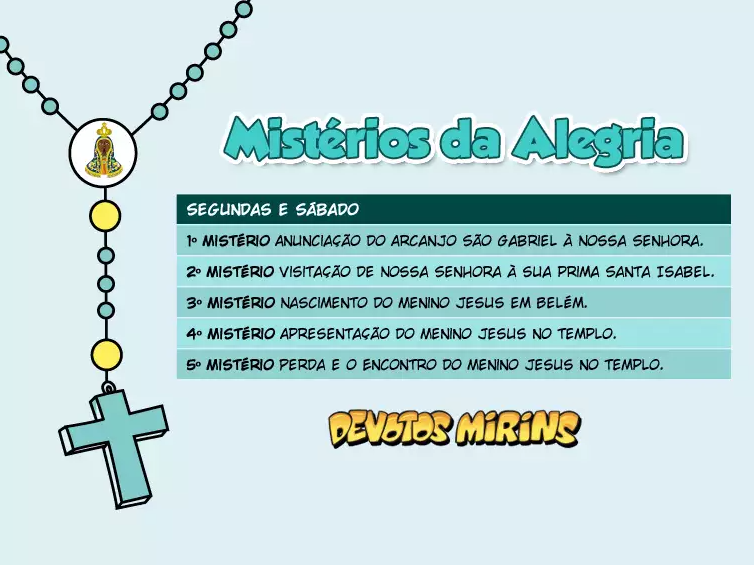 Mistérios da Alegria
SEGUNDAS E SÁBADO
1º MISTÉRIO ANUNCIAÇÃO DO ARCANJO SÃO GABRIEL À NOSSA SENHORA.
2º MISTÉRIO VISITAÇÃO DE NOSSA SENHORA À SUA PRIMA SANTA ISABEL.
3º MISTÉRIO NASCIMENTO DO MENINO JESUS EM BELÉM.
4º MISTÉRIO APRESENTAÇÃO DO MENINO JESUS NO TEMPLO.
5º MISTÉRIO PERDA E O ENCONTRO DO MENINO JESUS NO TEMPLO.
DEVOTOS MIRINS